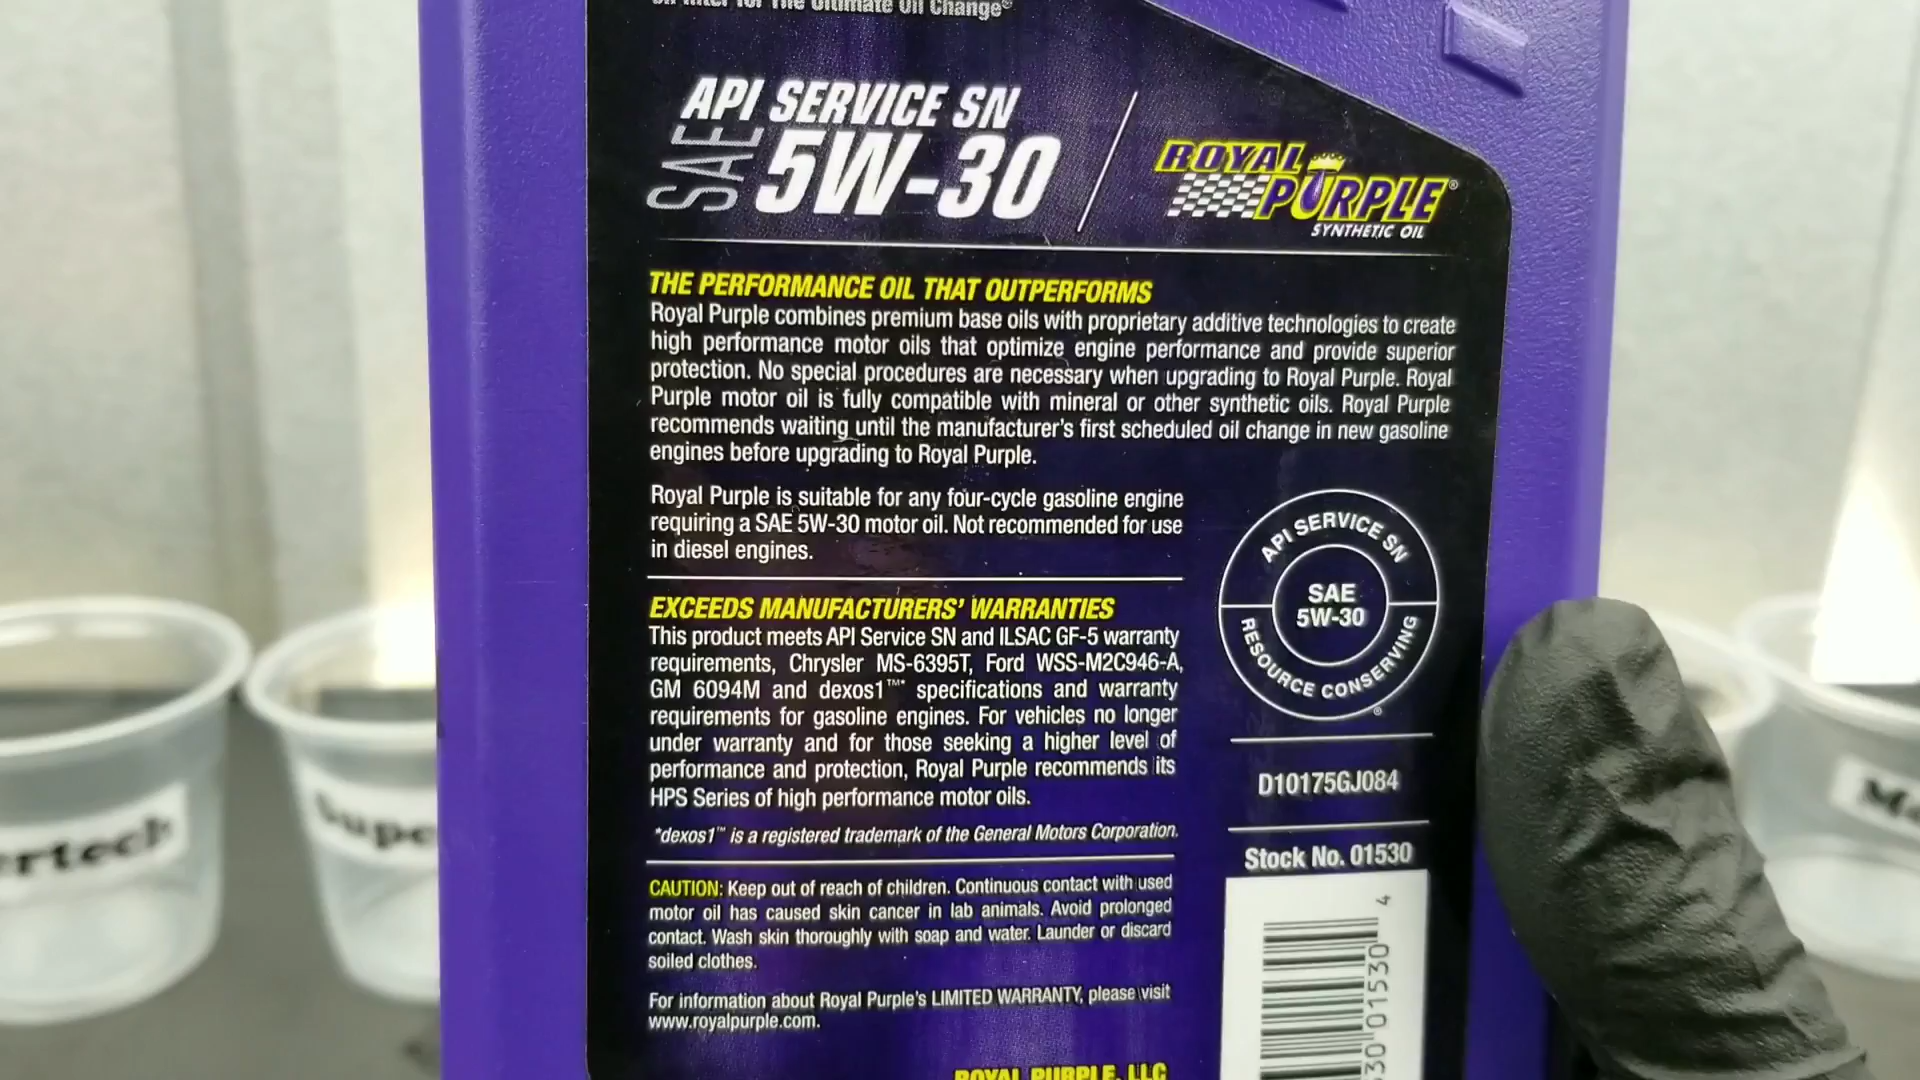 oil filter for The Ultimate Oil Change®
API SERVICE SN
SAE 5W-30
ROYAL PURPLE®
SYNTHETIC OIL
THE PERFORMANCE OIL THAT OUTPERFORMS
Royal Purple combines premium base oils with proprietary additive technologies to create
high performance motor oils that optimize engine performance and provide superior
protection. No special procedures are necessary when upgrading to Royal Purple. Royal
Purple motor oil is fully compatible with mineral or other synthetic oils. Royal Purple
recommends waiting until the manufacturer's first scheduled oil change in new gasoline
engines before upgrading to Royal Purple.
Royal Purple is suitable for any four-cycle gasoline engine
requiring a SAE 5W-30 motor oil. Not recommended for use
in diesel engines.
EXCEEDS MANUFACTURERS' WARRANTIES
This product meets API Service SN and ILSAC GF-5 warranty
requirements, Chrysler MS-6395T, Ford WSS-M2C946-A,
GM 6094M and dexos1™* specifications and warranty
requirements for gasoline engines. For vehicles no longer
under warranty and for those seeking a higher level of
performance and protection, Royal Purple recommends its
HPS Series of high performance motor oils.
*dexos1™ is a registered trademark of the General Motors Corporation.
CAUTION: Keep out of reach of children. Continuous contact with used
motor oil has caused skin cancer in lab animals. Avoid prolonged
contact. Wash skin thoroughly with soap and water. Launder or discard
soiled clothes.
For information about Royal Purple's LIMITED WARRANTY, please visit
www.royalpurple.com.
ROYAL PURPLE, LLC
API SERVICE SN
SAE
5W-30
RESOURCE CONSERVING
®
D10175GJ084
Stock No. 01530
30 01530 4
ertech
Supe
Mo